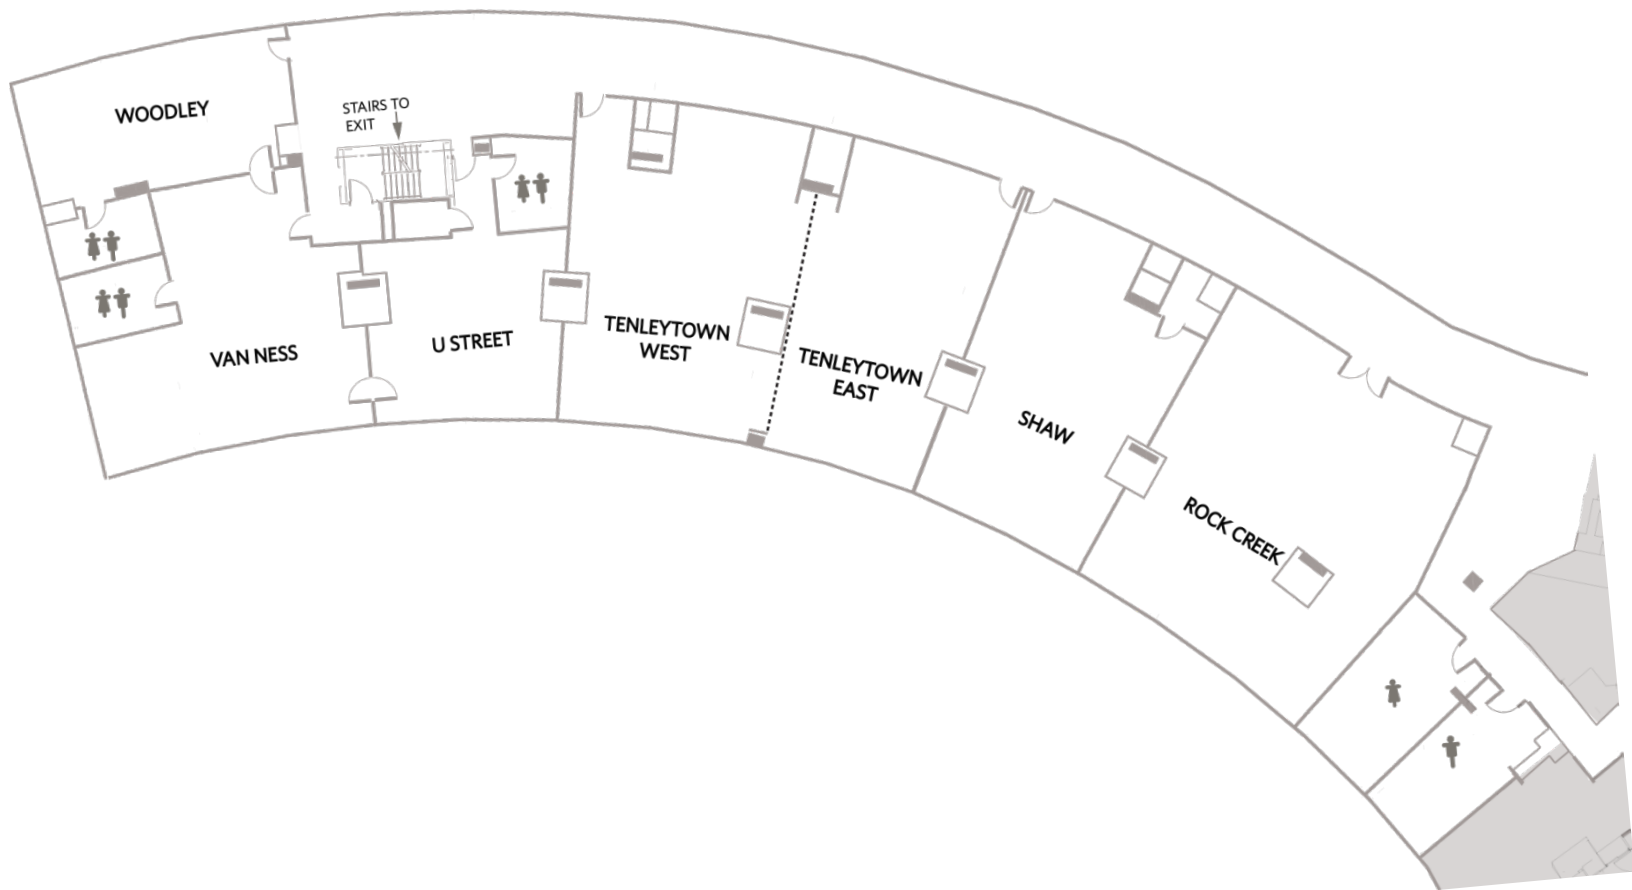 WOODLEY
STAIRS TO
EXIT
VAN NESS
U STREET
TENLEYTOWN
WEST
TENLEYTOWN
EAST
SHAW
ROCK CREEK